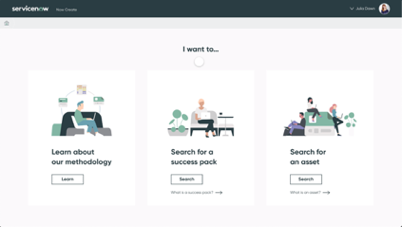 servicenow Now Create Julia Dawer
I want to...
Learn about
our methodology
Learn
Search for a
success pack
Search
What is a success pack?
Search for
an asset
Search
What is an asset?